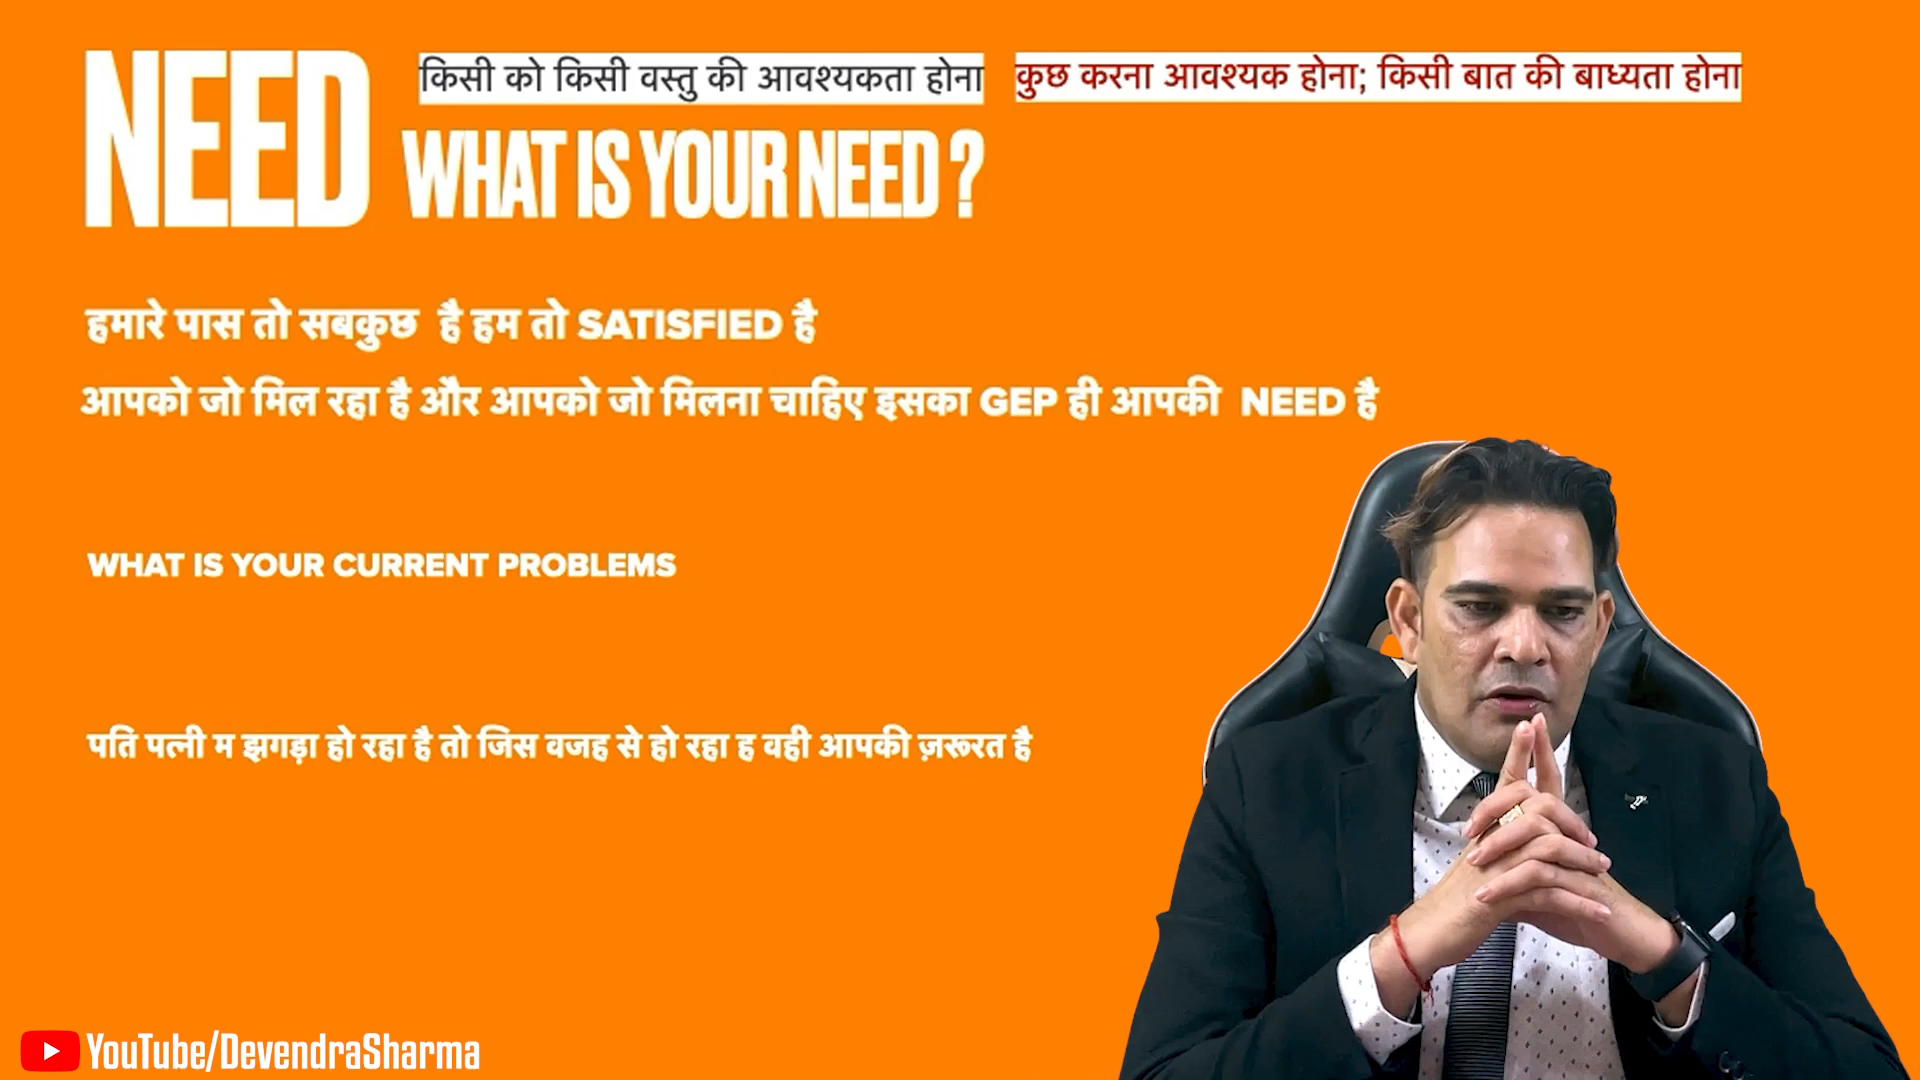 NEED
किसी को किसी वस्तु की आवश्यकता होना
कुछ करना आवश्यक होना; किसी बात की बाध्यता होना
WHAT IS YOUR NEED ?
हमारे पास तो सबकुछ है हम तो SATISFIED है
आपको जो मिल रहा है और आपको जो मिलना चाहिए इसका GEP ही आपकी NEED है
WHAT IS YOUR CURRENT PROBLEMS
पति पत्नी म झगड़ा हो रहा है तो जिस वजह से हो रहा ह वही आपकी ज़रूरत है
YouTube/DevendraSharma